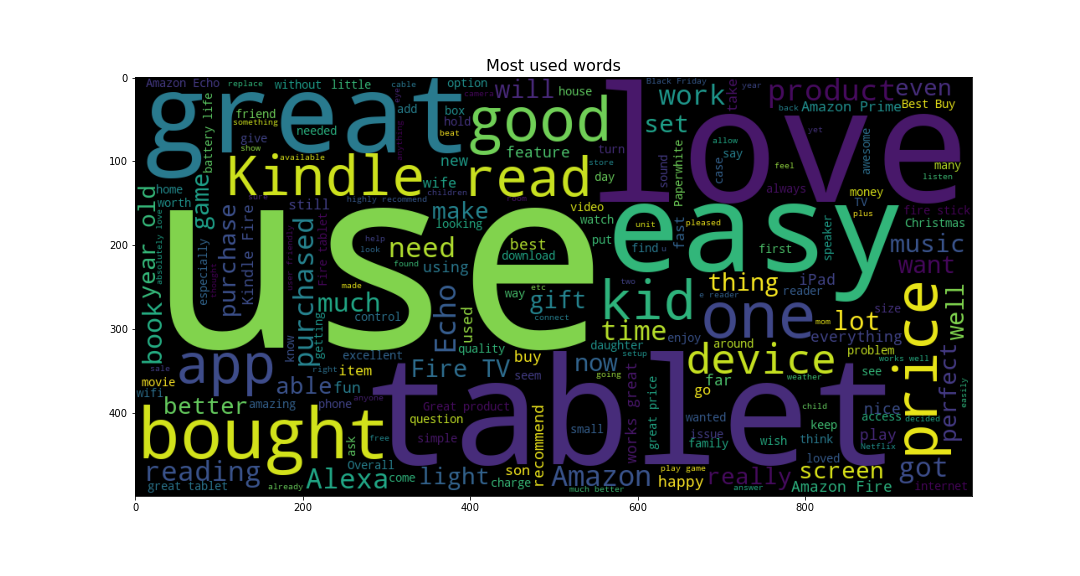 Most used words
0
100
200
300
400
0
200
400
600
800
Amazon Echo
replace
without
little
cable
option
will
house
Black Friday
take
year
product
even
great
love
friend
something
add
box
good
work
back
Amazon Prime
Best Buy
needed
hold
set
give
show
battery life
beat
feature
turn
say
allow
yet
awesome
many
listen
available
new
store
sound
case
feel
Kindle
wife
read
day
Paperwhite
always
money
TV
home
worth
game
children
highly recommend
still
video
plus
fire stick
Christmas
book
year old
absolutely love
especially
purchase
Kindle Fire
user friendly
purchased
Fire tablet
make
watch
put
unit
pleased
easy
use
help
look
found
need
using
best
download
find
fast
first
speaker
music
want
made
much
control
way
etc
gift
connect
kid
two
thing
e reader
reader
iPad
size
price
well
Echo
used
time
one
mom
lot
everything
know
getting
quality
daughter
setup
enjoy
around
problem
works well
easily
app
excellent
item
Fire TV
buy
now
device
weather
see
perfect
sale
right
seem
going
far
movie
wifi
able
fun
anyone
tablet
go
nice
access
decided
better
amazing
phone
Great product
question
small
works great
great price
wanted
issue
child
keep
loved
play
Netflix
bought
ask
free
simple
recommend
family
wish
think
reading
Overall
come
light
son
charge
Amazon
play game
happy
really
screen
got
great tablet
already
Alexa
much better
answer
Amazon Fire
internet